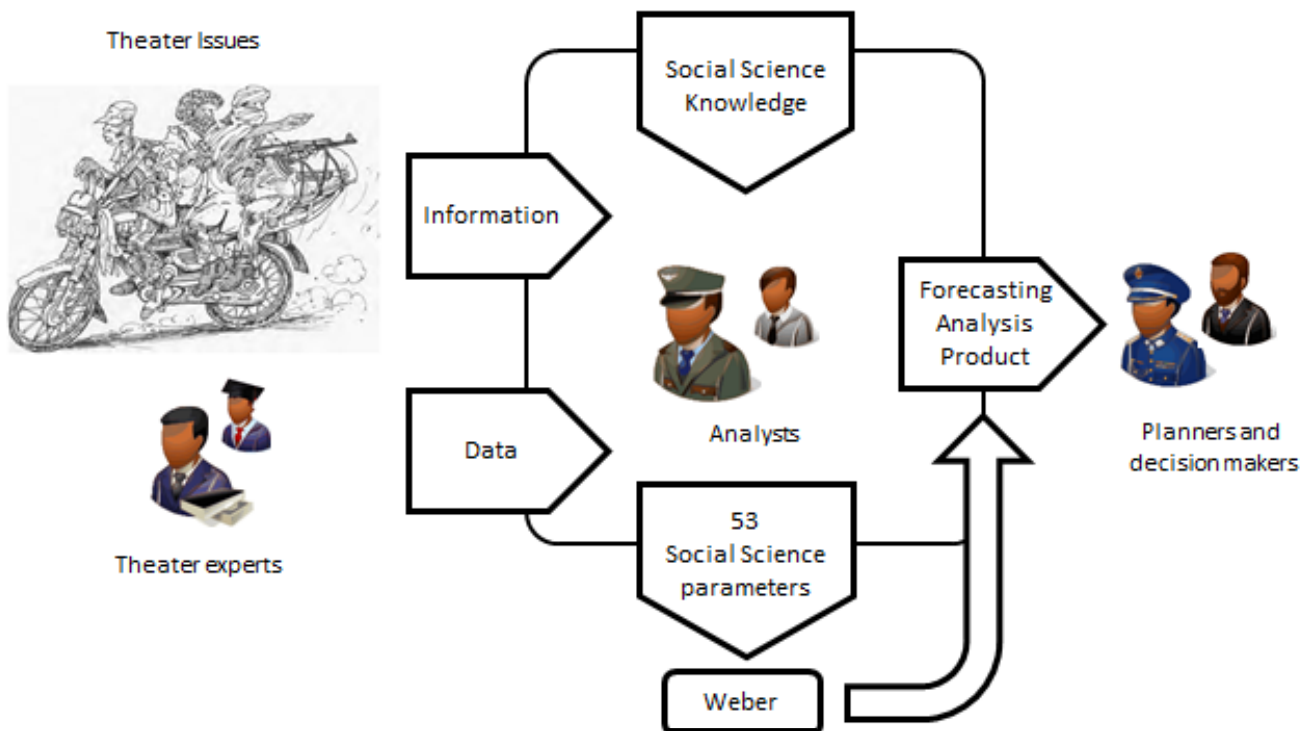 Theater Issues
Social Science
Knowledge
Information
Forecasting
Analysis
Product
Data
Analysts
Planners and
decision makers
53
Social Science
parameters
Theater experts
Weber